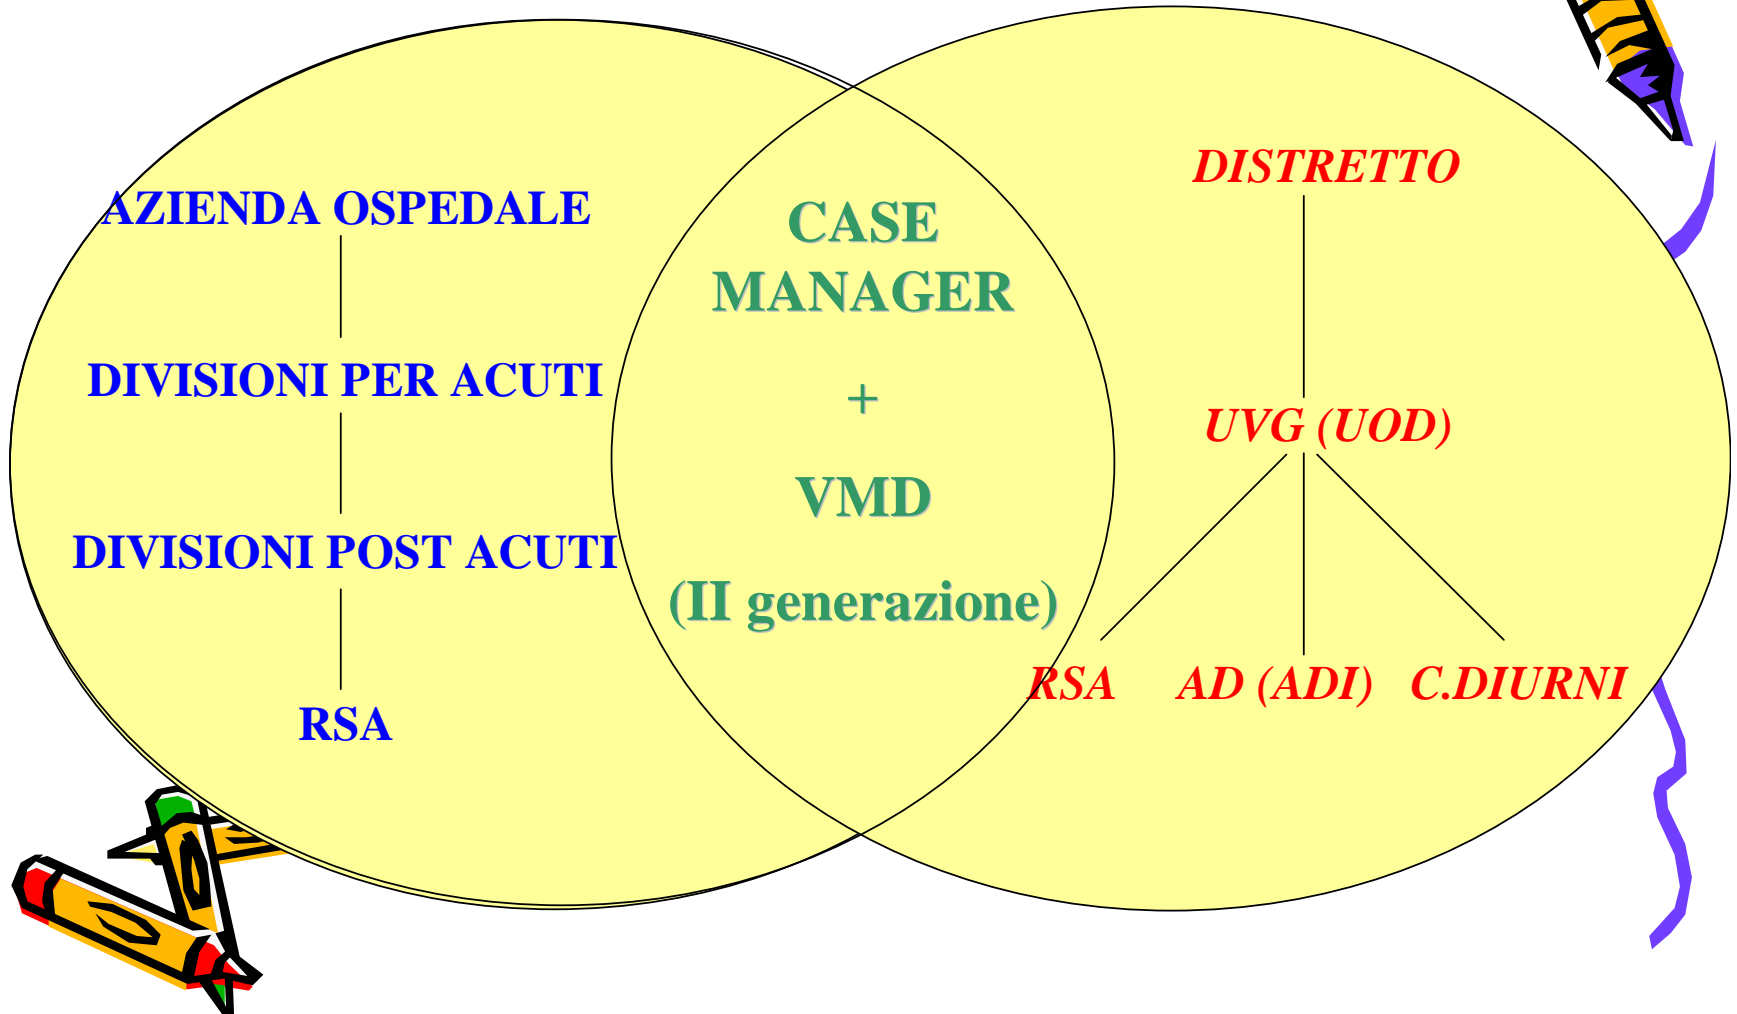 AZIENDA OSPEDALE
DIVISIONI PER ACUTI
DIVISIONI POST ACUTI
RSA
CASE
MANAGER
+
VMD
(II generazione)
DISTRETTO
UVG (UOD)
RSA AD (ADI) C.DIURNI